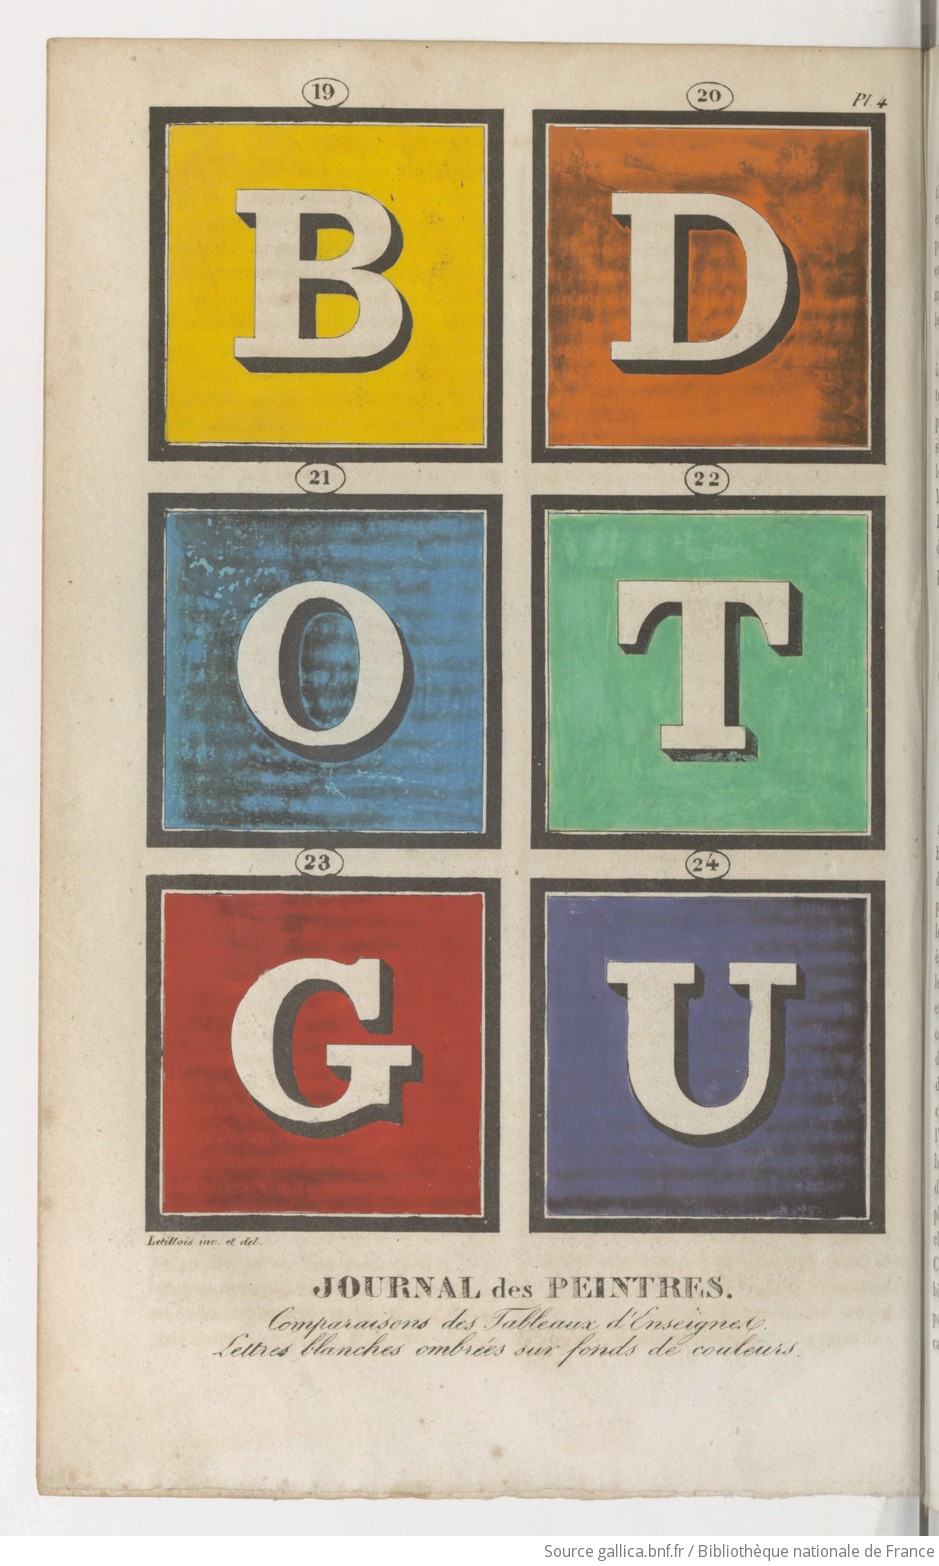 19
20
Pl. 4
B
D
21
22
O
T
23
24
G
U
Letillois inv. et del.
JOURNAL des PEINTRES.
Comparaisons des Tableaux d'Enseignes.
Lettres blanches ombrées sur fonds de couleurs.
Source gallica.bnf.fr / Bibliothèque nationale de France